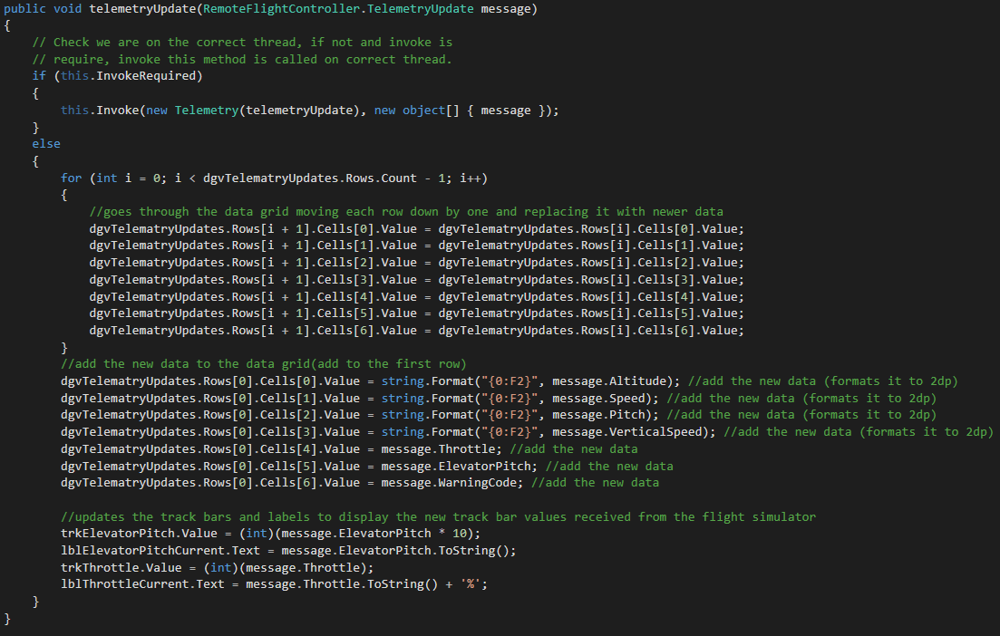 public void telemetryUpdate(RemoteFlightController.TelemetryUpdate message)
{
    // Check we are on the correct thread, if not and invoke is
    // require, invoke this method is called on correct thread.
    if (this.InvokeRequired)
    {
        this.Invoke(new Telemetry(telemetryUpdate), new object[] { message });
    }
    else
    {
        for (int i = 0; i < dgvTelematryUpdates.Rows.Count - 1; i++)
        {
            //goes through the data grid moving each row down by one and replacing it with newer data
            dgvTelematryUpdates.Rows[i + 1].Cells[0].Value = dgvTelematryUpdates.Rows[i].Cells[0].Value;
            dgvTelematryUpdates.Rows[i + 1].Cells[1].Value = dgvTelematryUpdates.Rows[i].Cells[1].Value;
            dgvTelematryUpdates.Rows[i + 1].Cells[2].Value = dgvTelematryUpdates.Rows[i].Cells[2].Value;
            dgvTelematryUpdates.Rows[i + 1].Cells[3].Value = dgvTelematryUpdates.Rows[i].Cells[3].Value;
            dgvTelematryUpdates.Rows[i + 1].Cells[4].Value = dgvTelematryUpdates.Rows[i].Cells[4].Value;
            dgvTelematryUpdates.Rows[i + 1].Cells[5].Value = dgvTelematryUpdates.Rows[i].Cells[5].Value;
            dgvTelematryUpdates.Rows[i + 1].Cells[6].Value = dgvTelematryUpdates.Rows[i].Cells[6].Value;
        }
        //add the new data to the data grid(add to the first row)
        dgvTelematryUpdates.Rows[0].Cells[0].Value = string.Format("{0:F2}", message.Altitude); //add the new data (formats it to 2dp)
        dgvTelematryUpdates.Rows[0].Cells[1].Value = string.Format("{0:F2}", message.Speed); //add the new data (formats it to 2dp)
        dgvTelematryUpdates.Rows[0].Cells[2].Value = string.Format("{0:F2}", message.Pitch); //add the new data (formats it to 2dp)
        dgvTelematryUpdates.Rows[0].Cells[3].Value = string.Format("{0:F2}", message.VerticalSpeed); //add the new data (formats it to 2dp)
        dgvTelematryUpdates.Rows[0].Cells[4].Value = message.Throttle; //add the new data
        dgvTelematryUpdates.Rows[0].Cells[5].Value = message.ElevatorPitch; //add the new data
        dgvTelematryUpdates.Rows[0].Cells[6].Value = message.WarningCode; //add the new data

        //updates the track bars and labels to display the new track bar values received from the flight simulator
        trkElevatorPitch.Value = (int)(message.ElevatorPitch * 10);
        lblElevatorPitchCurrent.Text = message.ElevatorPitch.ToString();
        trkThrottle.Value = (int)(message.Throttle);
        lblThrottleCurrent.Text = message.Throttle.ToString() + '%';
    }
}